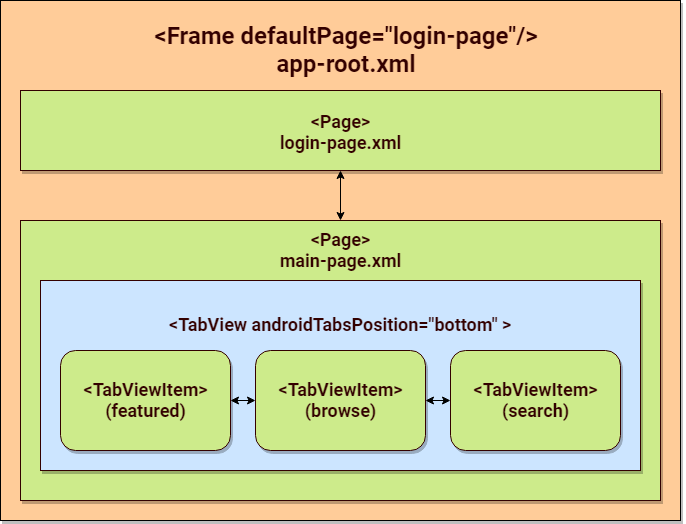 <Frame defaultPage="login-page"/>
app-root.xml
<Page>
login-page.xml
<Page>
main-page.xml
<TabView androidTabsPosition="bottom" >
<TabViewItem>
(featured)
<TabViewItem>
(browse)
<TabViewItem>
(search)